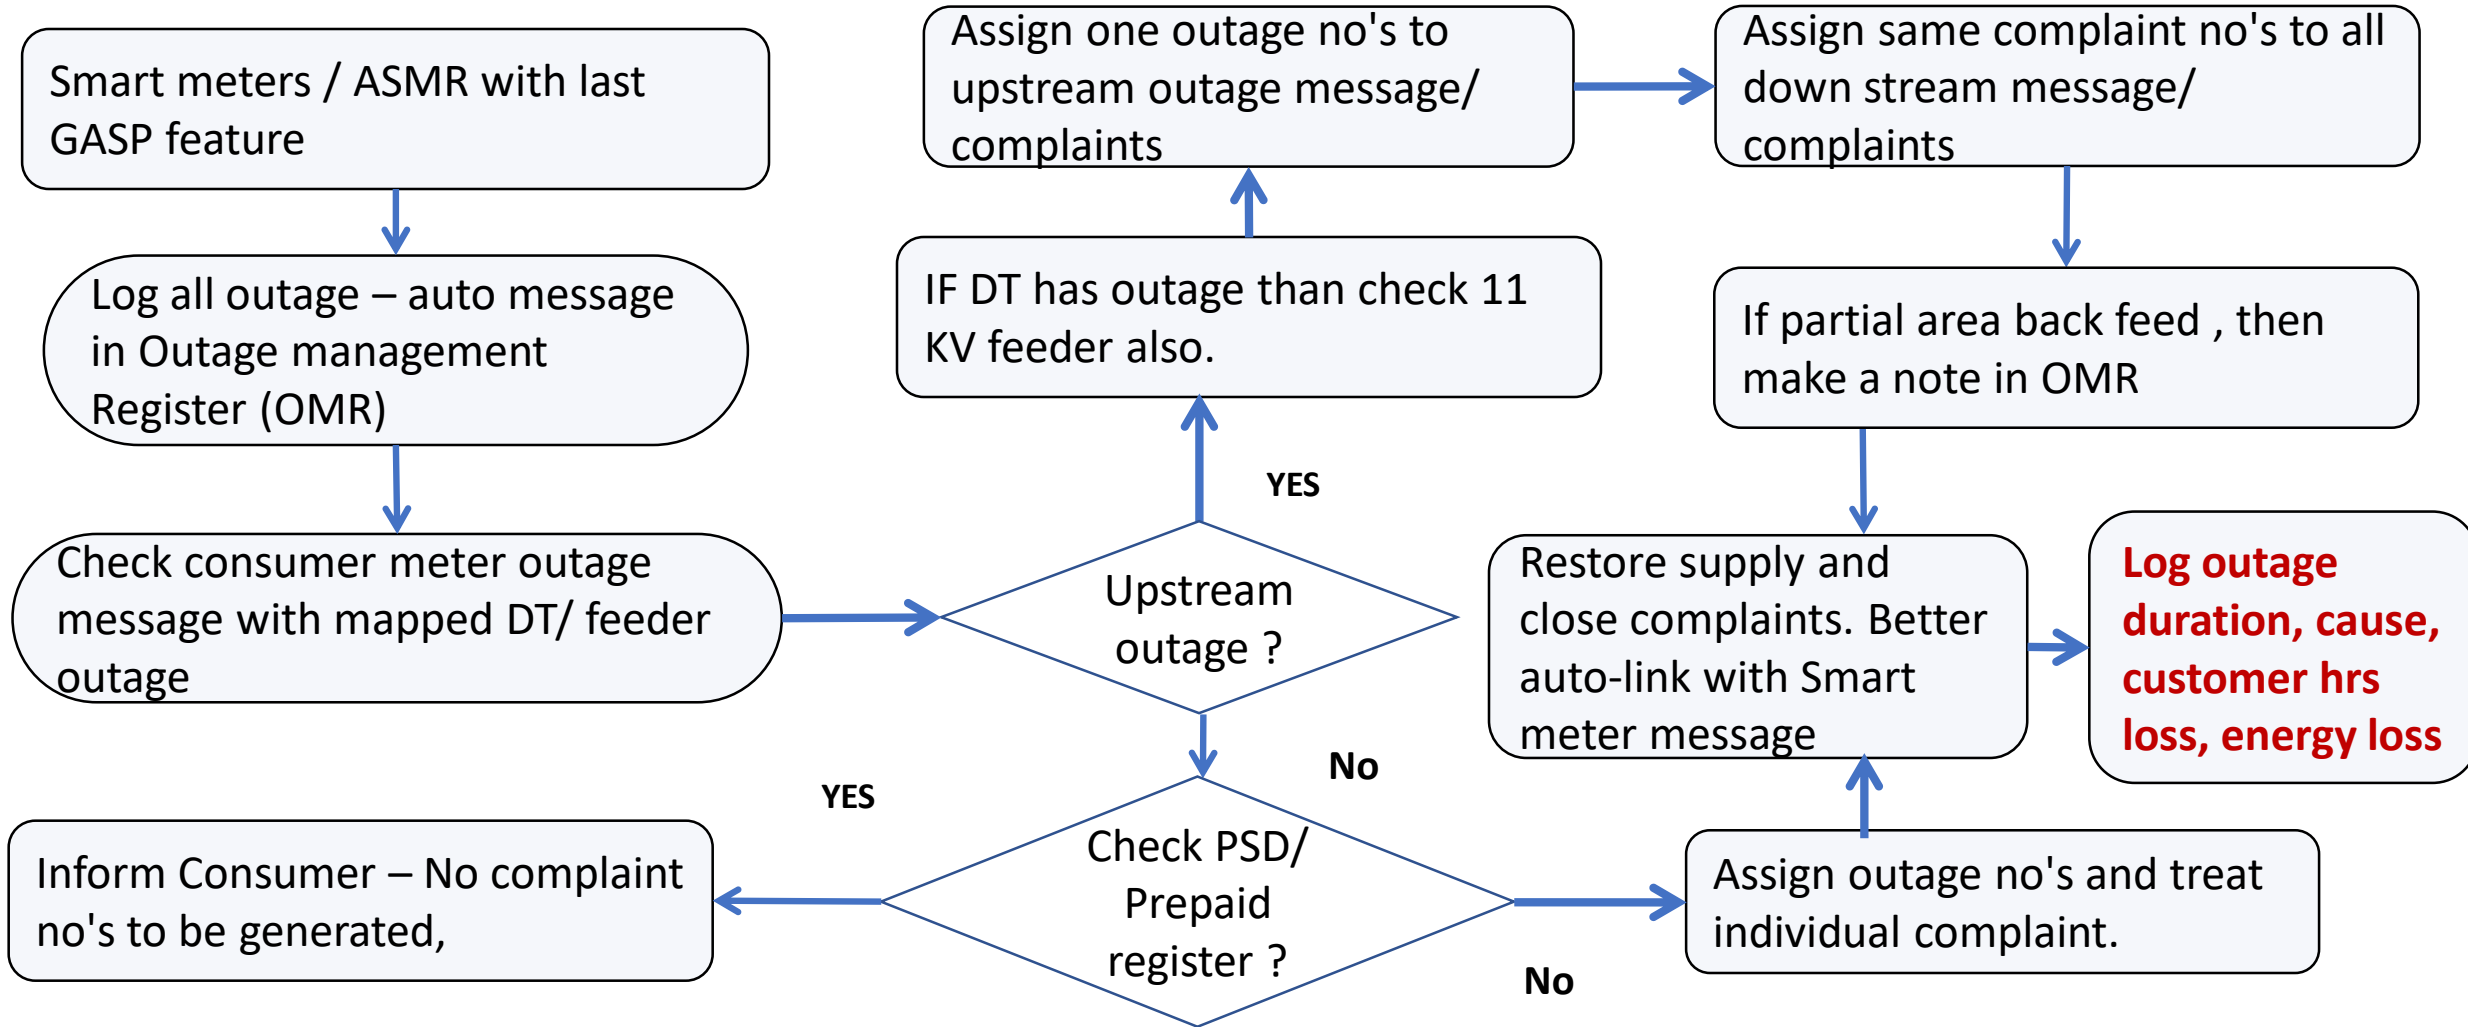 Smart meters / ASMR with last
GASP feature
Log all outage – auto message
in Outage management
Register (OMR)
Check consumer meter outage
message with mapped DT/ feeder
outage
Upstream
outage ?
YES
IF DT has outage than check 11
KV feeder also.
Assign one outage no's to
upstream outage message/
complaints
Assign same complaint no's to all
down stream message/
complaints
If partial area back feed , then
make a note in OMR
Restore supply and
close complaints. Better
auto-link with Smart
meter message
Log outage
duration, cause,
customer hrs
loss, energy loss
No
Check PSD/
Prepaid
register ?
YES
Inform Consumer – No complaint
no's to be generated,
No
Assign outage no's and treat
individual complaint.